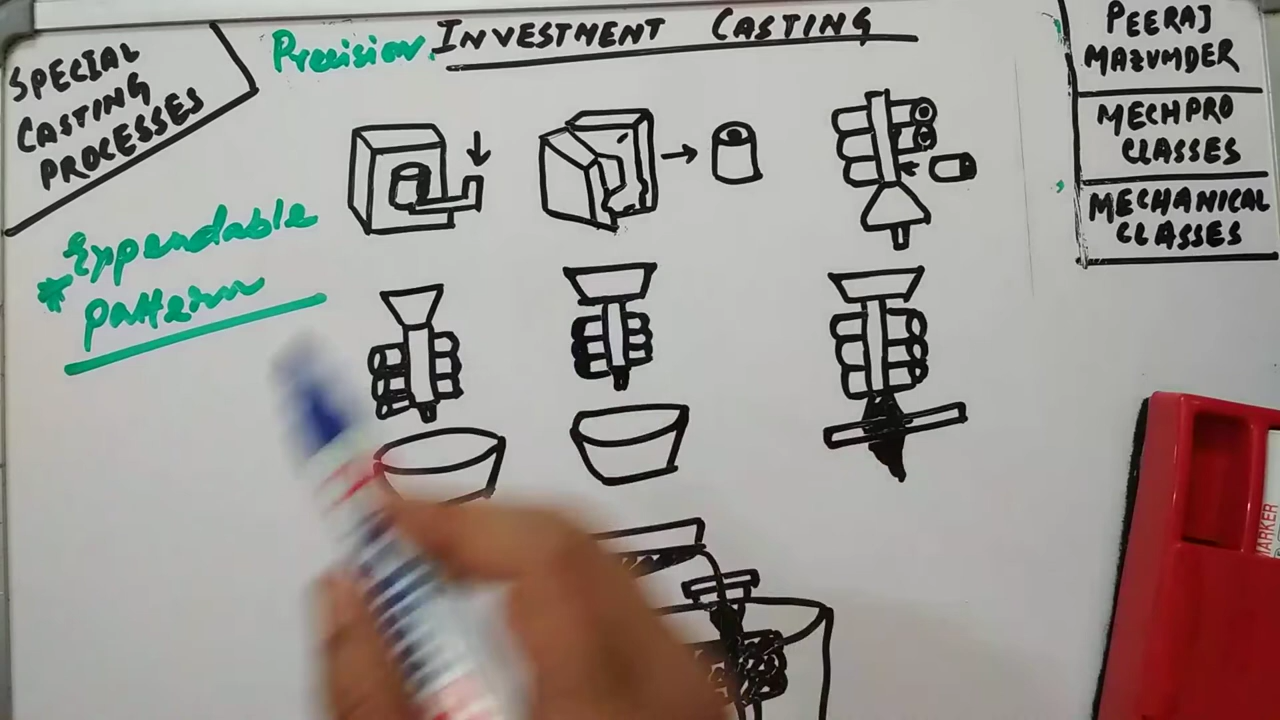 SPECIAL
CASTING
PROCESSES
Precision INVESTMENT CASTING
PEERAJ
MAZUMDER
MECHPRO
CLASSES
MECHANICAL
CLASSES
* Expendable
pattern
MARKER